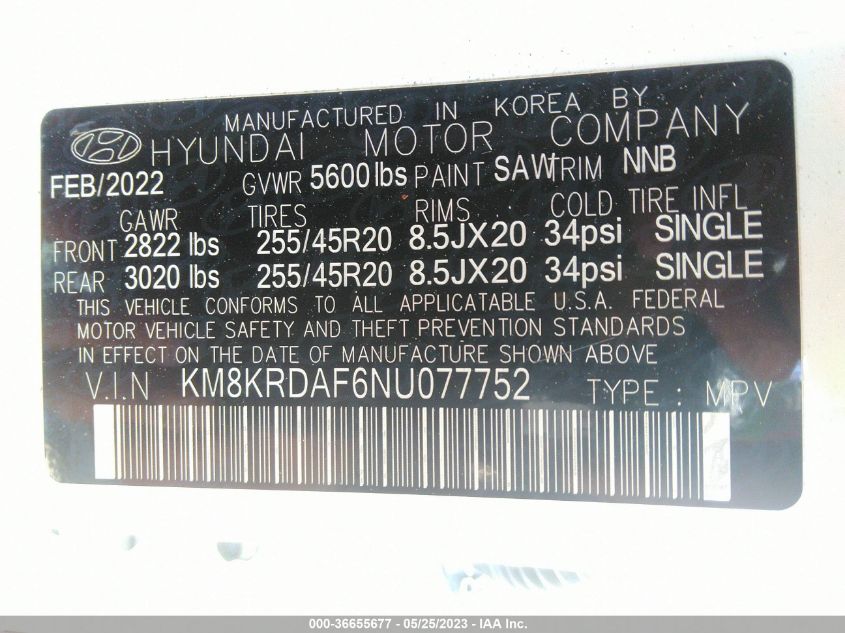 MANUFACTURED IN KOREA BY
HYUNDAI MOTOR COMPANY
FEB/2022 GVWR 5600lbs PAINT SAW TRIM NNB
GAWR TIRES RIMS COLD TIRE INFL
FRONT 2822 lbs 255/45R20 8.5JX20 34psi SINGLE
REAR 3020 lbs 255/45R20 8.5JX20 34psi SINGLE
THIS VEHICLE CONFORMS TO ALL APPLICATABLE U.S.A. FEDERAL
MOTOR VEHICLE SAFETY AND THEFT PREVENTION STANDARDS
IN EFFECT ON THE DATE OF MANUFACTURE SHOWN ABOVE
V.I.N KM8KRDAF6NU077752 TYPE : MPV
000-36655677 - 05/25/2023 - IAA Inc.